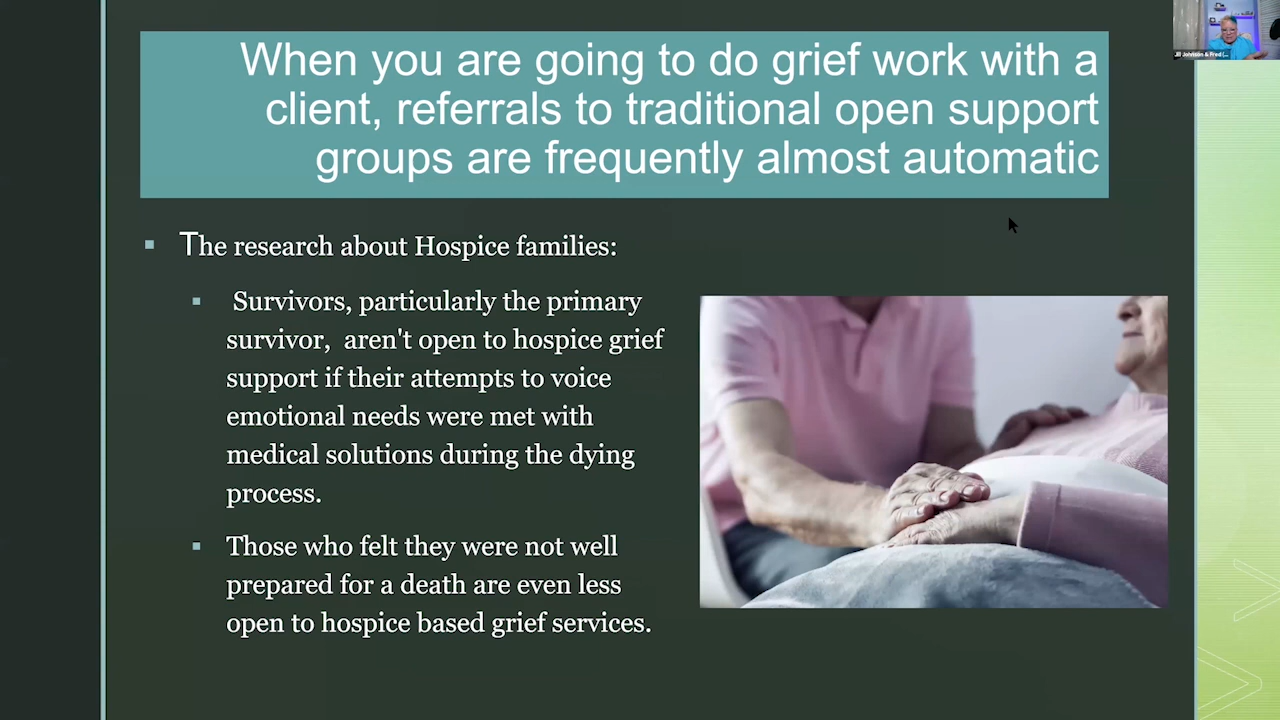 When you are going to do grief work with a
client, referrals to traditional open support
groups are frequently almost automatic
The research about Hospice families:
Survivors, particularly the primary
survivor, aren't open to hospice grief
support if their attempts to voice
emotional needs were met with
medical solutions during the dying
process.
Those who felt they were not well
prepared for a death are even less
open to hospice based grief services.
Jill Johnson & Fred (...